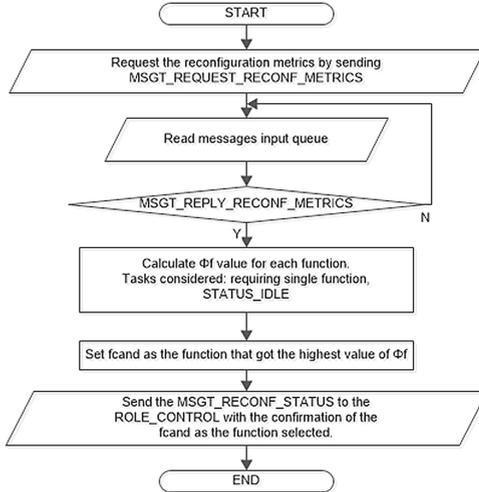 START
Request the reconfiguration metrics by sending
MSGT_REQUEST_RECONF_METRICS
Read messages input queue
MSGT_REPLY_RECONF_METRICS
N
Y
Calculate Φf value for each function.
Tasks considered: requiring single function,
STATUS_IDLE
Set fcand as the function that got the highest value of Φf
Send the MSGT_RECONF_STATUS to the
ROLE_CONTROL with the confirmation of the
fcand as the function selected.
END